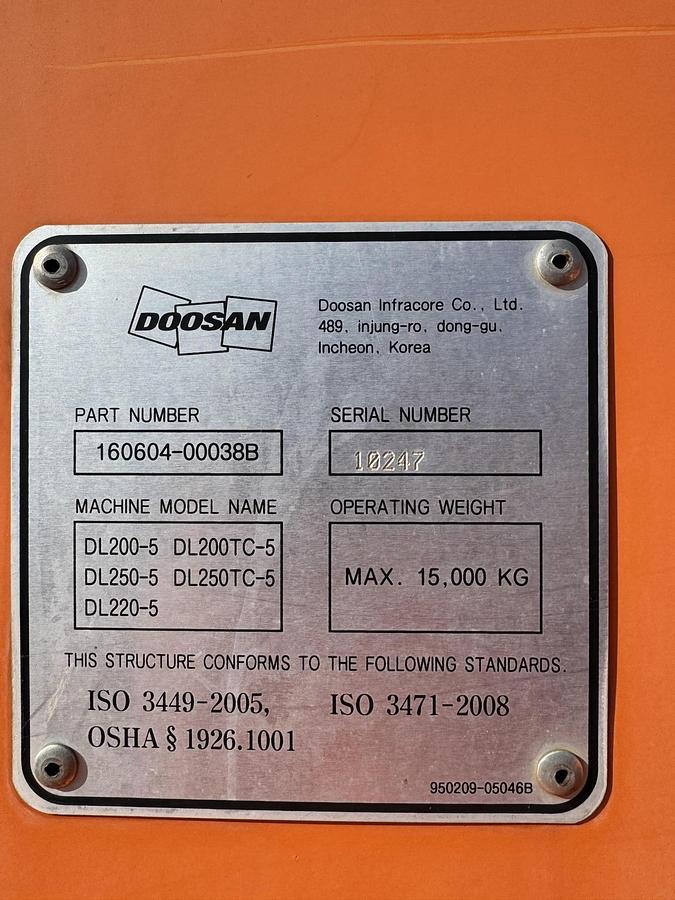 DOOSAN
Doosan Infracore Co., Ltd.
489, injung-ro, dong-gu,
Incheon, Korea
PART NUMBER
160604-00038B
SERIAL NUMBER
10247
MACHINE MODEL NAME
DL200-5 DL200TC-5
DL250-5 DL250TC-5
DL220-5
OPERATING WEIGHT
MAX. 15,000 KG
THIS STRUCTURE CONFORMS TO THE FOLLOWING STANDARDS.
ISO 3449-2005, ISO 3471-2008
OSHA § 1926.1001
950209-05046B